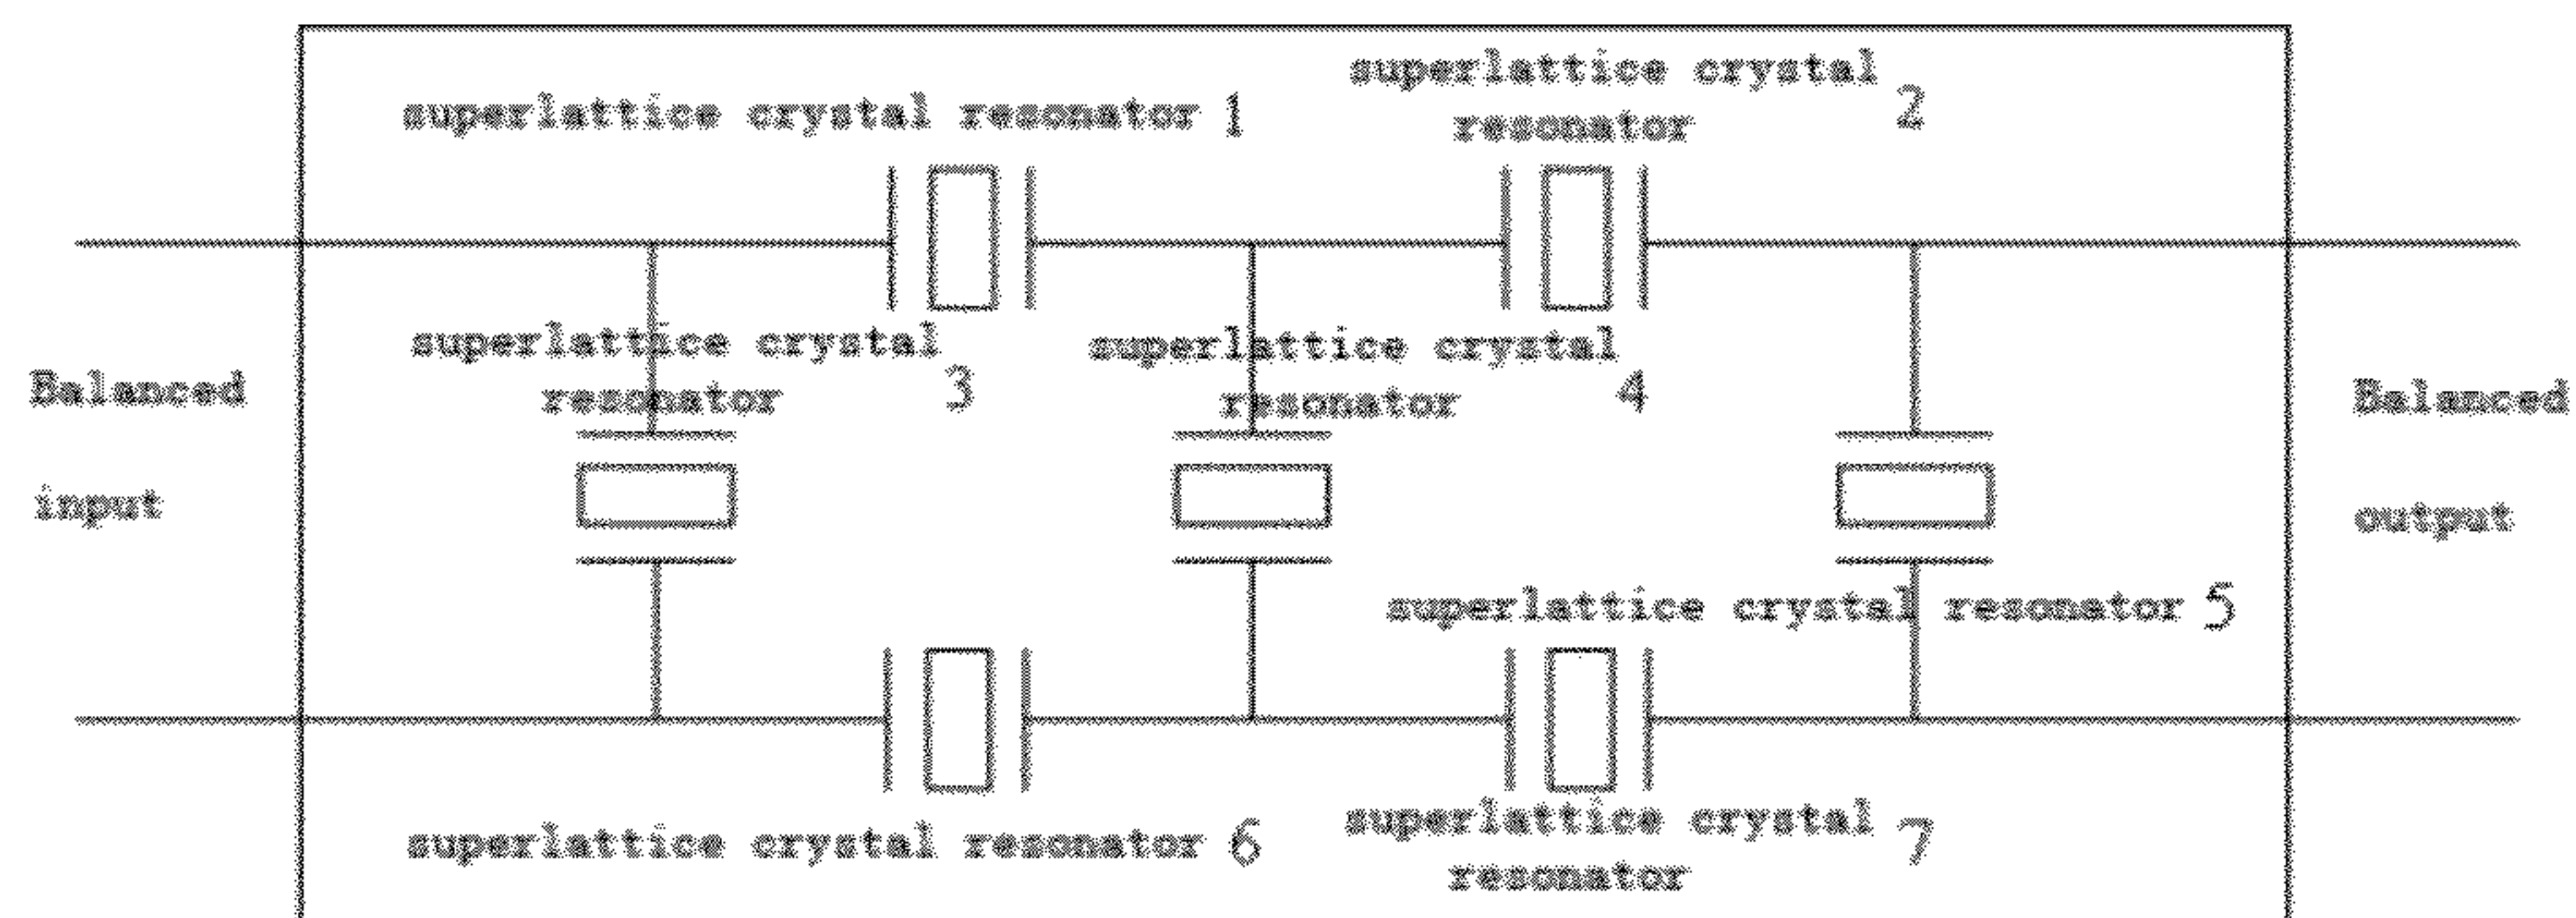 superlattice crystal resonator 1
superlattice crystal
resonator 2
superlattice crystal
resonator 3
superlattice crystal
resonator 4
Balanced
input
Balanced
output
superlattice crystal resonator 5
superlattice crystal resonator 6
superlattice crystal
resonator 7